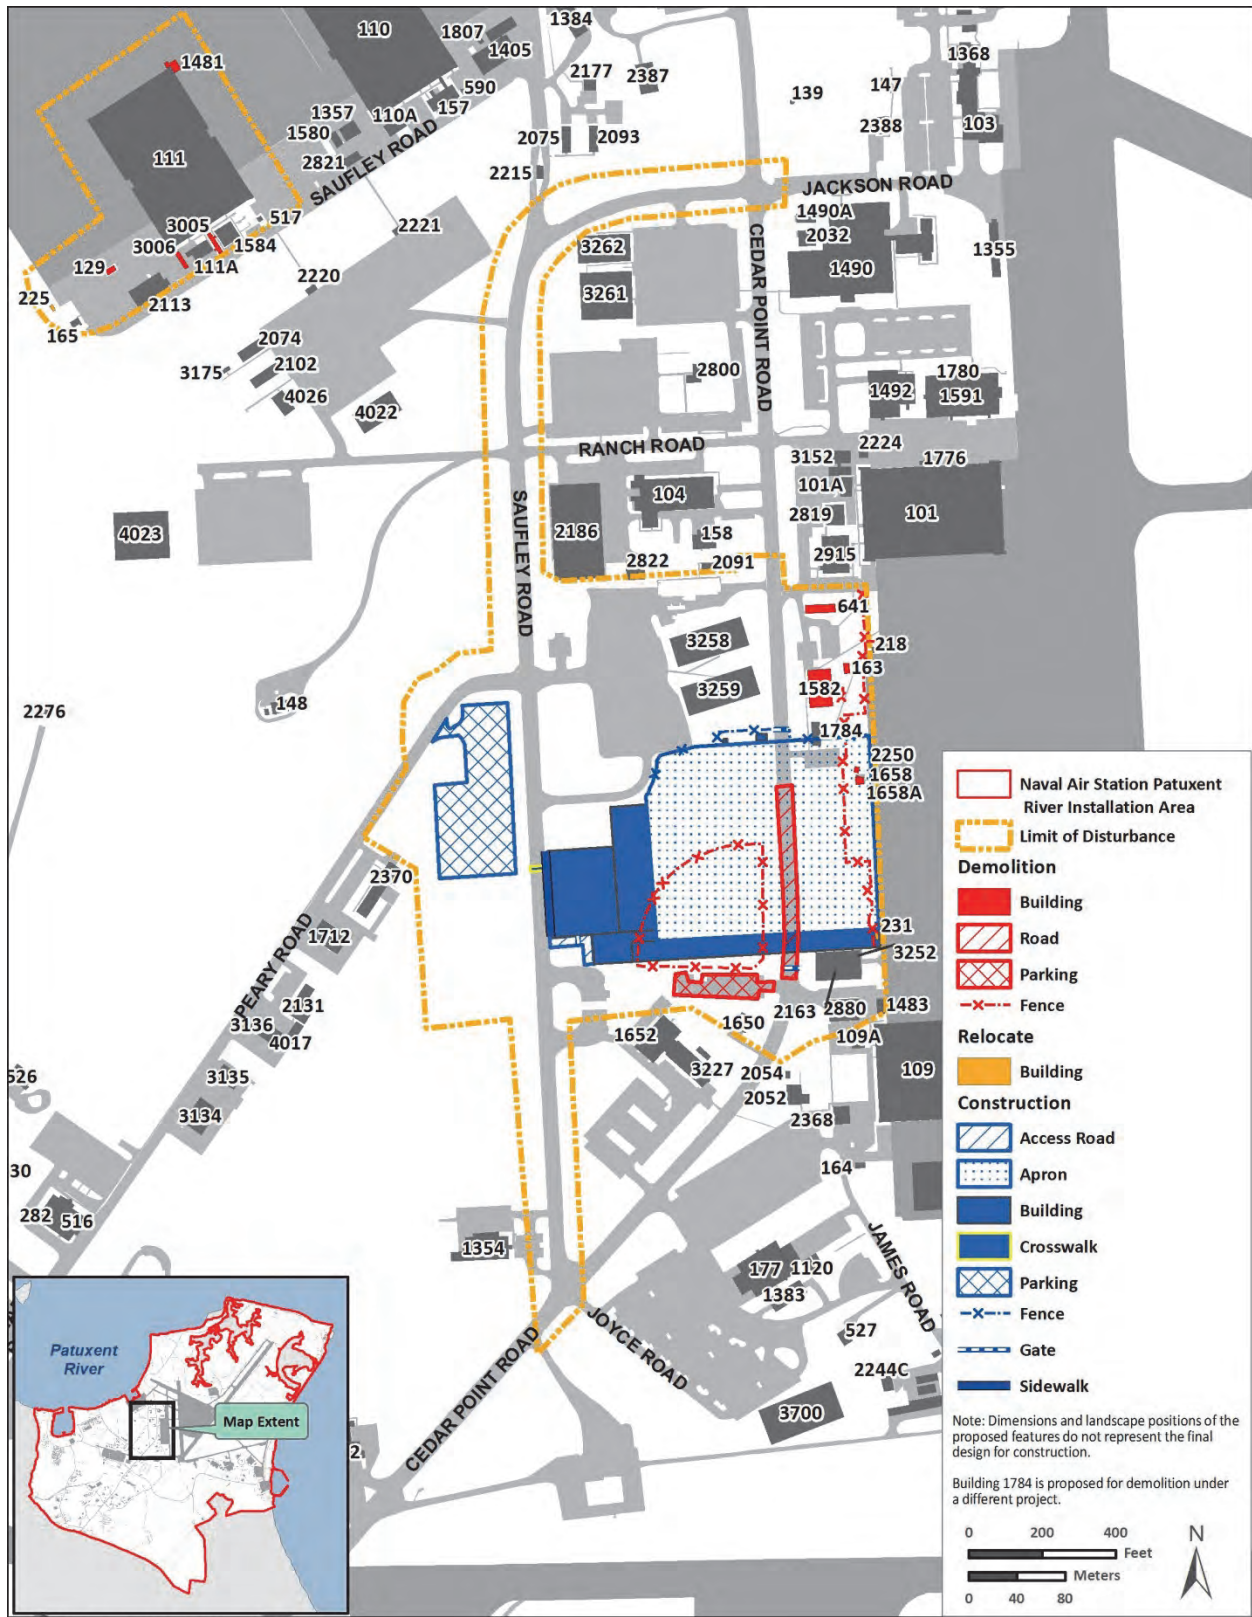 110
1807
1384
1405
1368
1481
2177
2387
590
157
139
147
1357
110A
1580
2388
103
111
2075
2093
2821
SAUFLEY ROAD
2215
JACKSON ROAD
517
3005
2221
1490A
3006
1584
3262
2032
1355
129
111A
CEDAR POINT ROAD
1490
2220
3261
225
2113
165
2074
3175
2102
2800
1780
4026
1492
1591
4022
RANCH ROAD
2224
3152
1776
SAUFLEY ROAD
101A
104
2819
101
4023
2186
158
2915
2822
2091
641
3258
218
163
3259
1582
148
2276
1784
2250
1658
1658A
2370
231
PEARY ROAD
1712
3252
2131
2163
2880
1483
3136
1652
1650
4017
109A
526
3135
3227
2054
109
2052
3134
2368
30
164
282
516
1354
JAMES ROAD
177
1120
1383
JOYCE ROAD
527
CEDAR POINT ROAD
2244C
3700
2
Naval Air Station Patuxent
River Installation Area
Limit of Disturbance
Demolition
Building
Road
Parking
Fence
Relocate
Building
Construction
Access Road
Apron
Building
Crosswalk
Parking
Fence
Gate
Sidewalk
Note: Dimensions and landscape positions of the
proposed features do not represent the final
design for construction.
Building 1784 is proposed for demolition under
a different project.
0 200 400
Feet
Meters
0 40 80
N
Patuxent
River
Map Extent